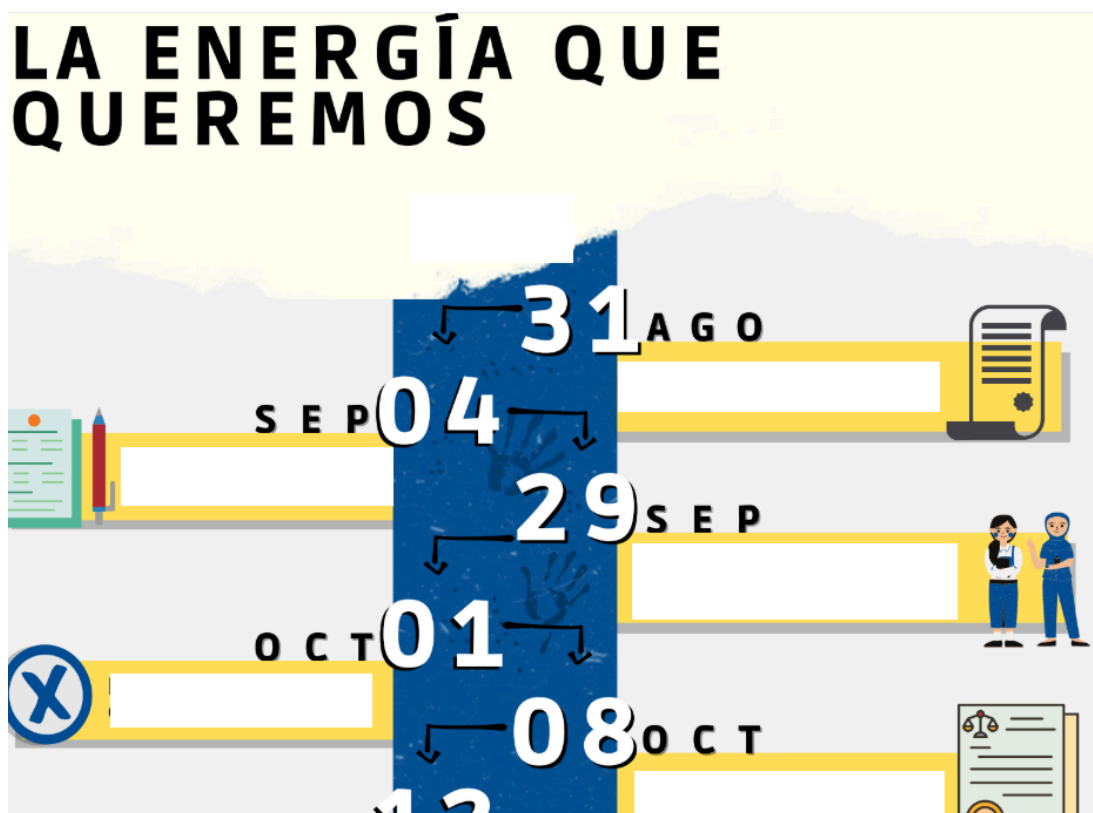 LA ENERGÍA QUE
QUEREMOS
31 AGO
SEP 04
29 SEP
OCT 01
08 OCT